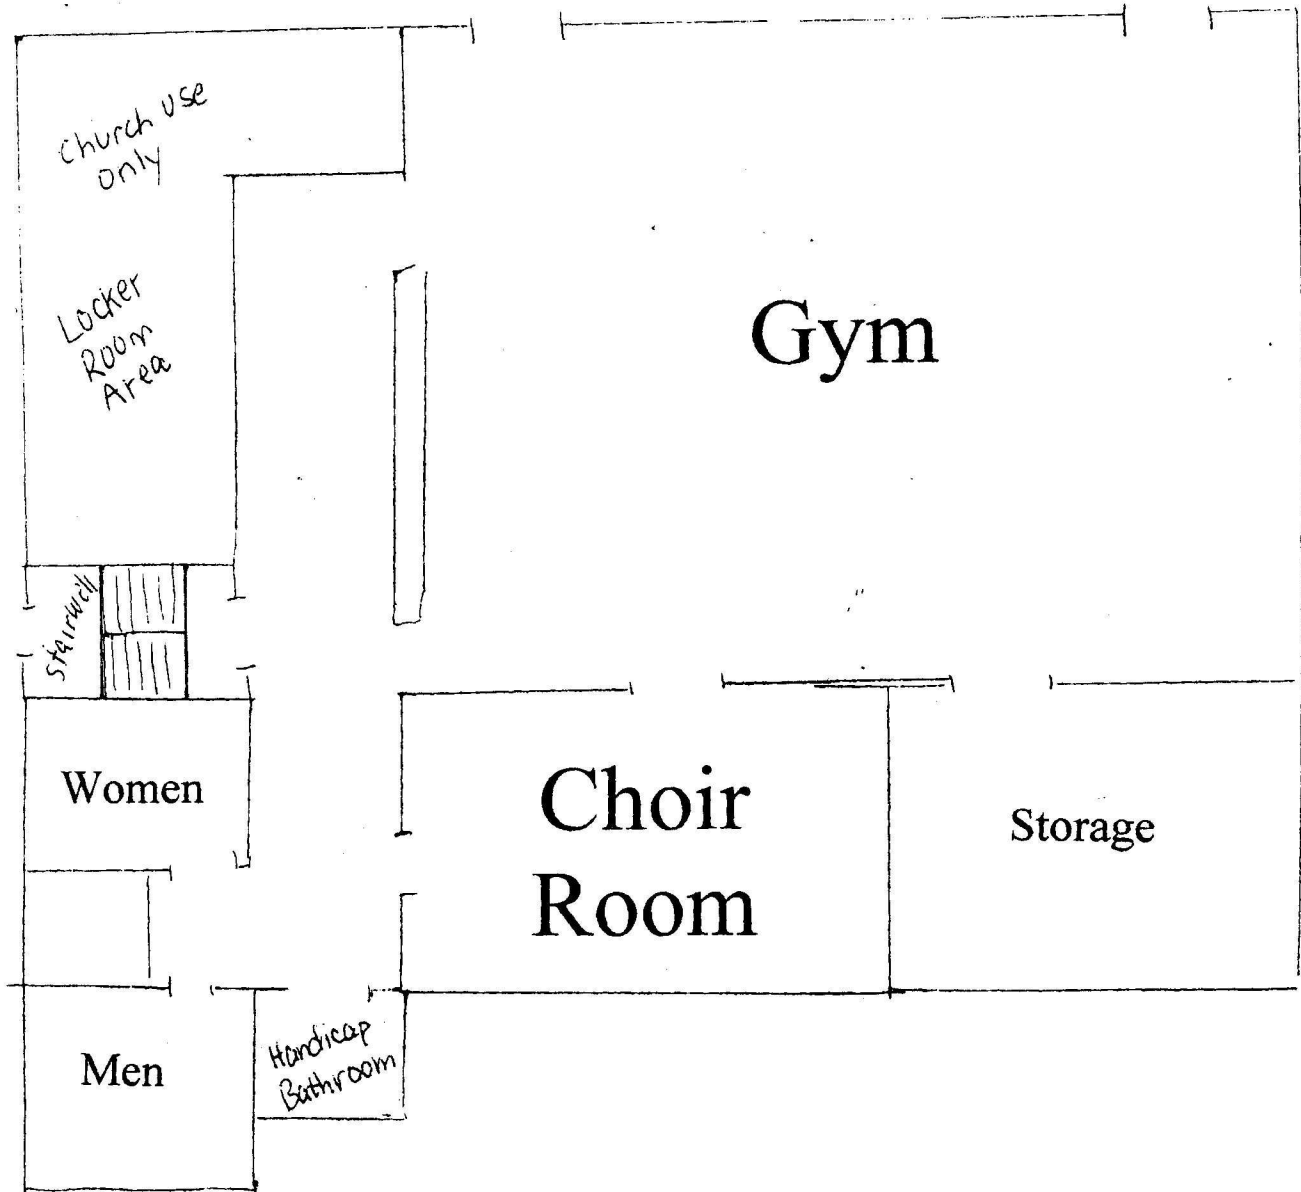 Church use
only
Locker
Room
Area
Gym
Stairwell
Women
Choir
Room
Storage
Men
Handicap
Bathroom